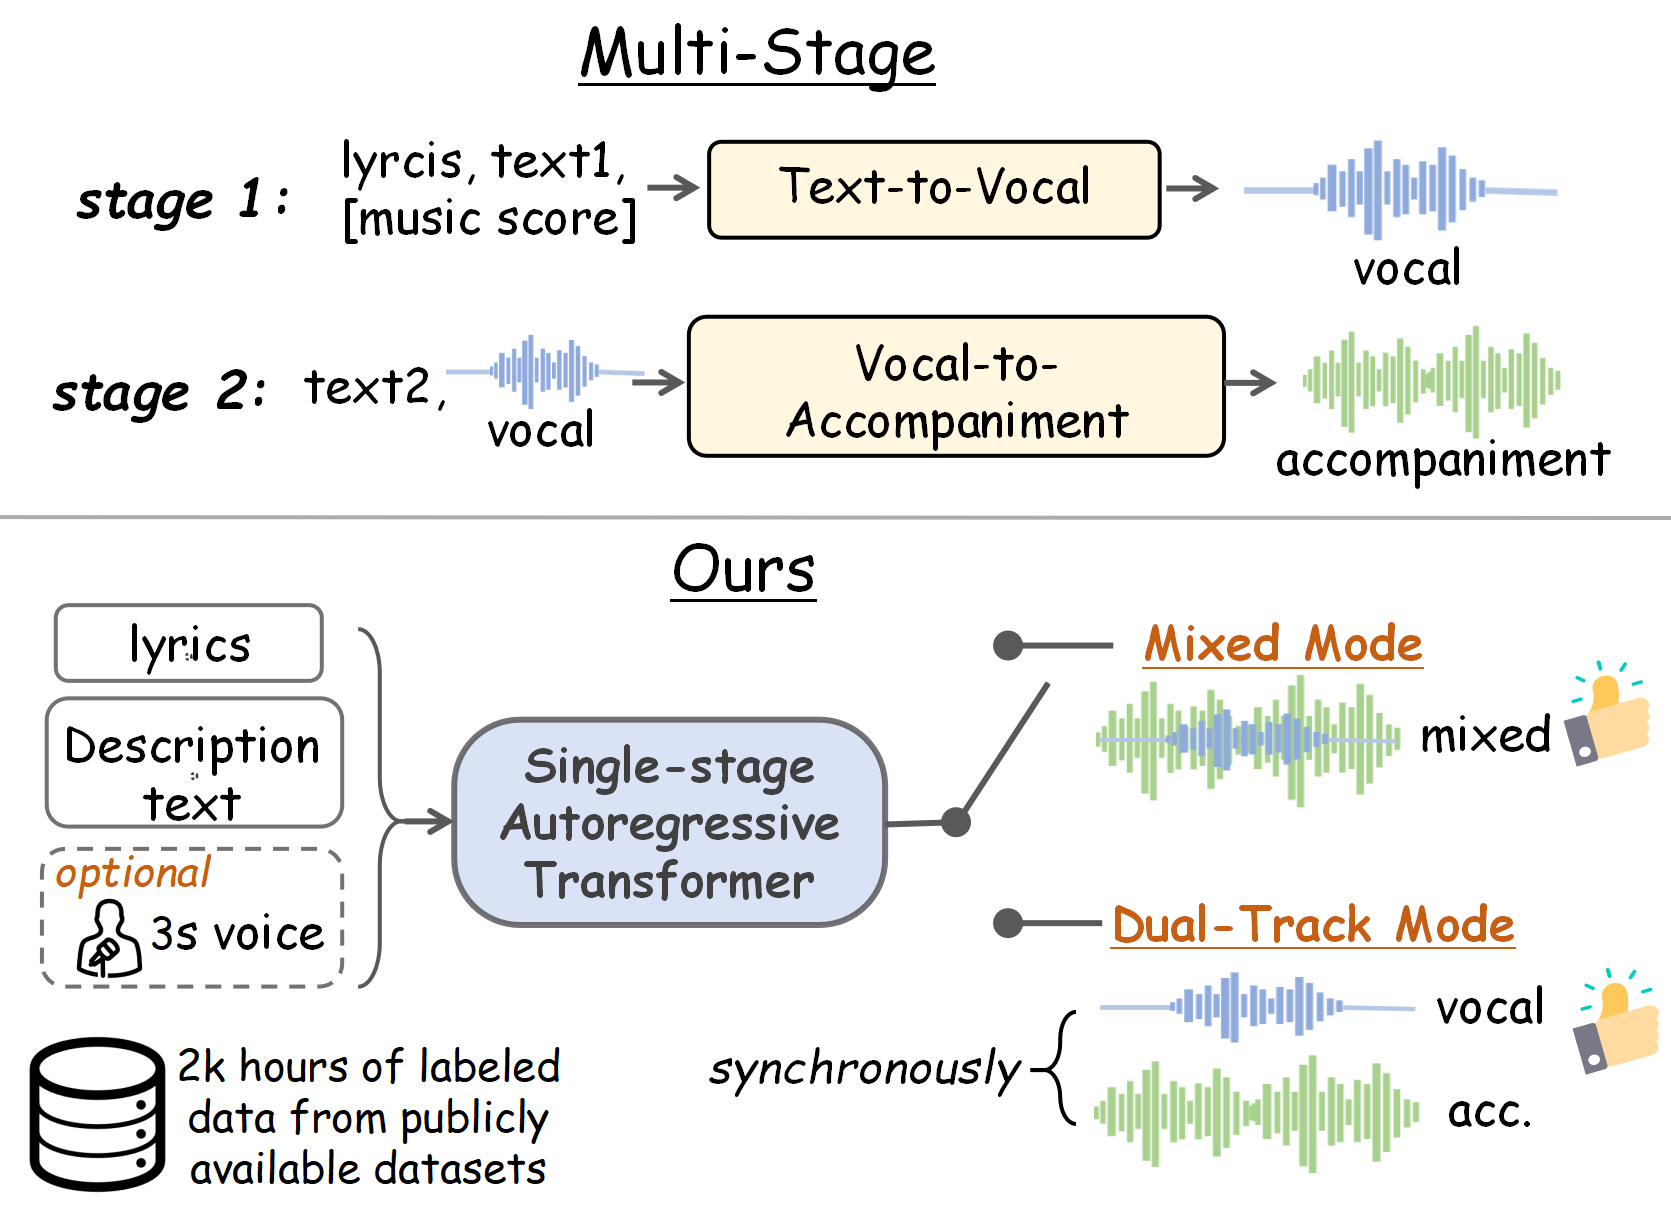 Multi-Stage
stage 1:
lyrcis, text1,
[music score]
Text-to-Vocal
vocal
stage 2:
text2,
vocal
Vocal-to-
Accompaniment
accompaniment
Ours
lyrics
Description
text
optional
3s voice
Single-stage
Autoregressive
Transformer
Mixed Mode
mixed
Dual-Track Mode
synchronously
vocal
acc.
2k hours of labeled
data from publicly
available datasets